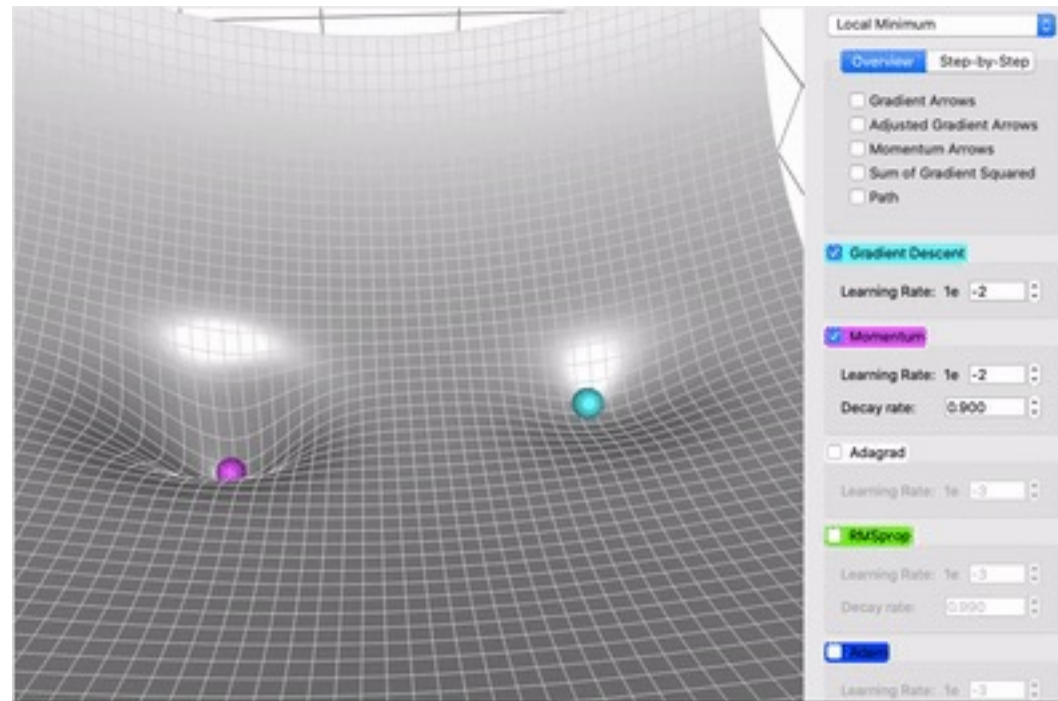 Local Minimum
Overview Step-by-Step
Gradient Arrows
Adjusted Gradient Arrows
Momentum Arrows
Sum of Gradient Squared
Path
Gradient Descent
Learning Rate: 1e -2
Momentum
Learning Rate: 1e -2
Decay rate: 0.900
Adagrad
Learning Rate: 1e -3
RMSprop
Learning Rate: 1e -3
Decay rate: 0.990
Adam
Learning Rate: 1e -3